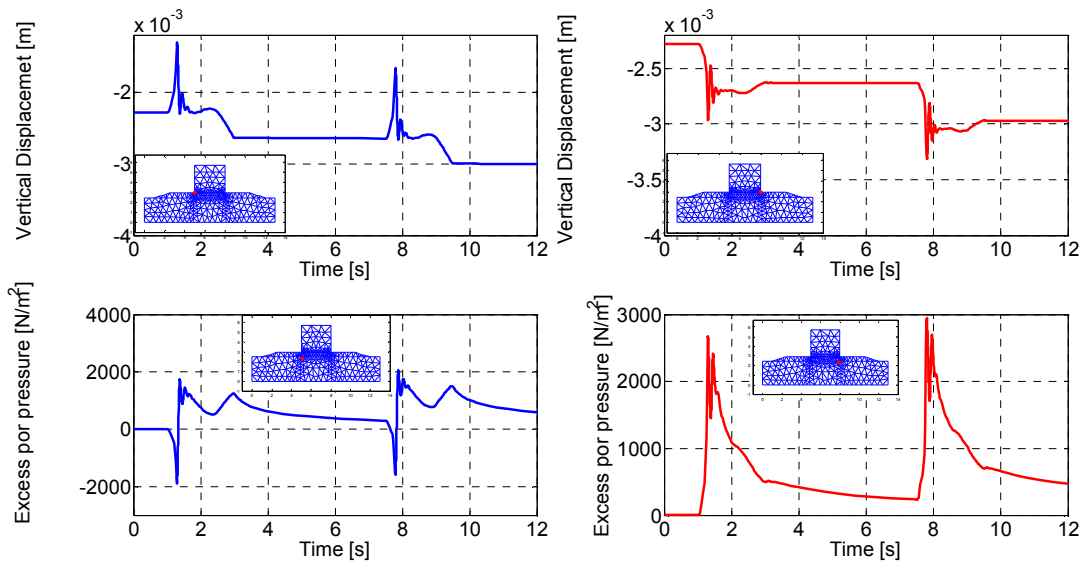 x 10⁻³
Vertical Displacemet [m]
-2
-3
-4
0 2 4 6 8 10 12
Time [s]
x 10⁻³
Vertical Displacement [m]
-2.5
-3
-3.5
-4
0 2 4 6 8 10 12
Time [s]
Excess por pressure [N/m²]
4000
2000
0
-2000
0 2 4 6 8 10 12
Time [s]
Excess por pressure [N/m²]
3000
2000
1000
0
0 2 4 6 8 10 12
Time [s]